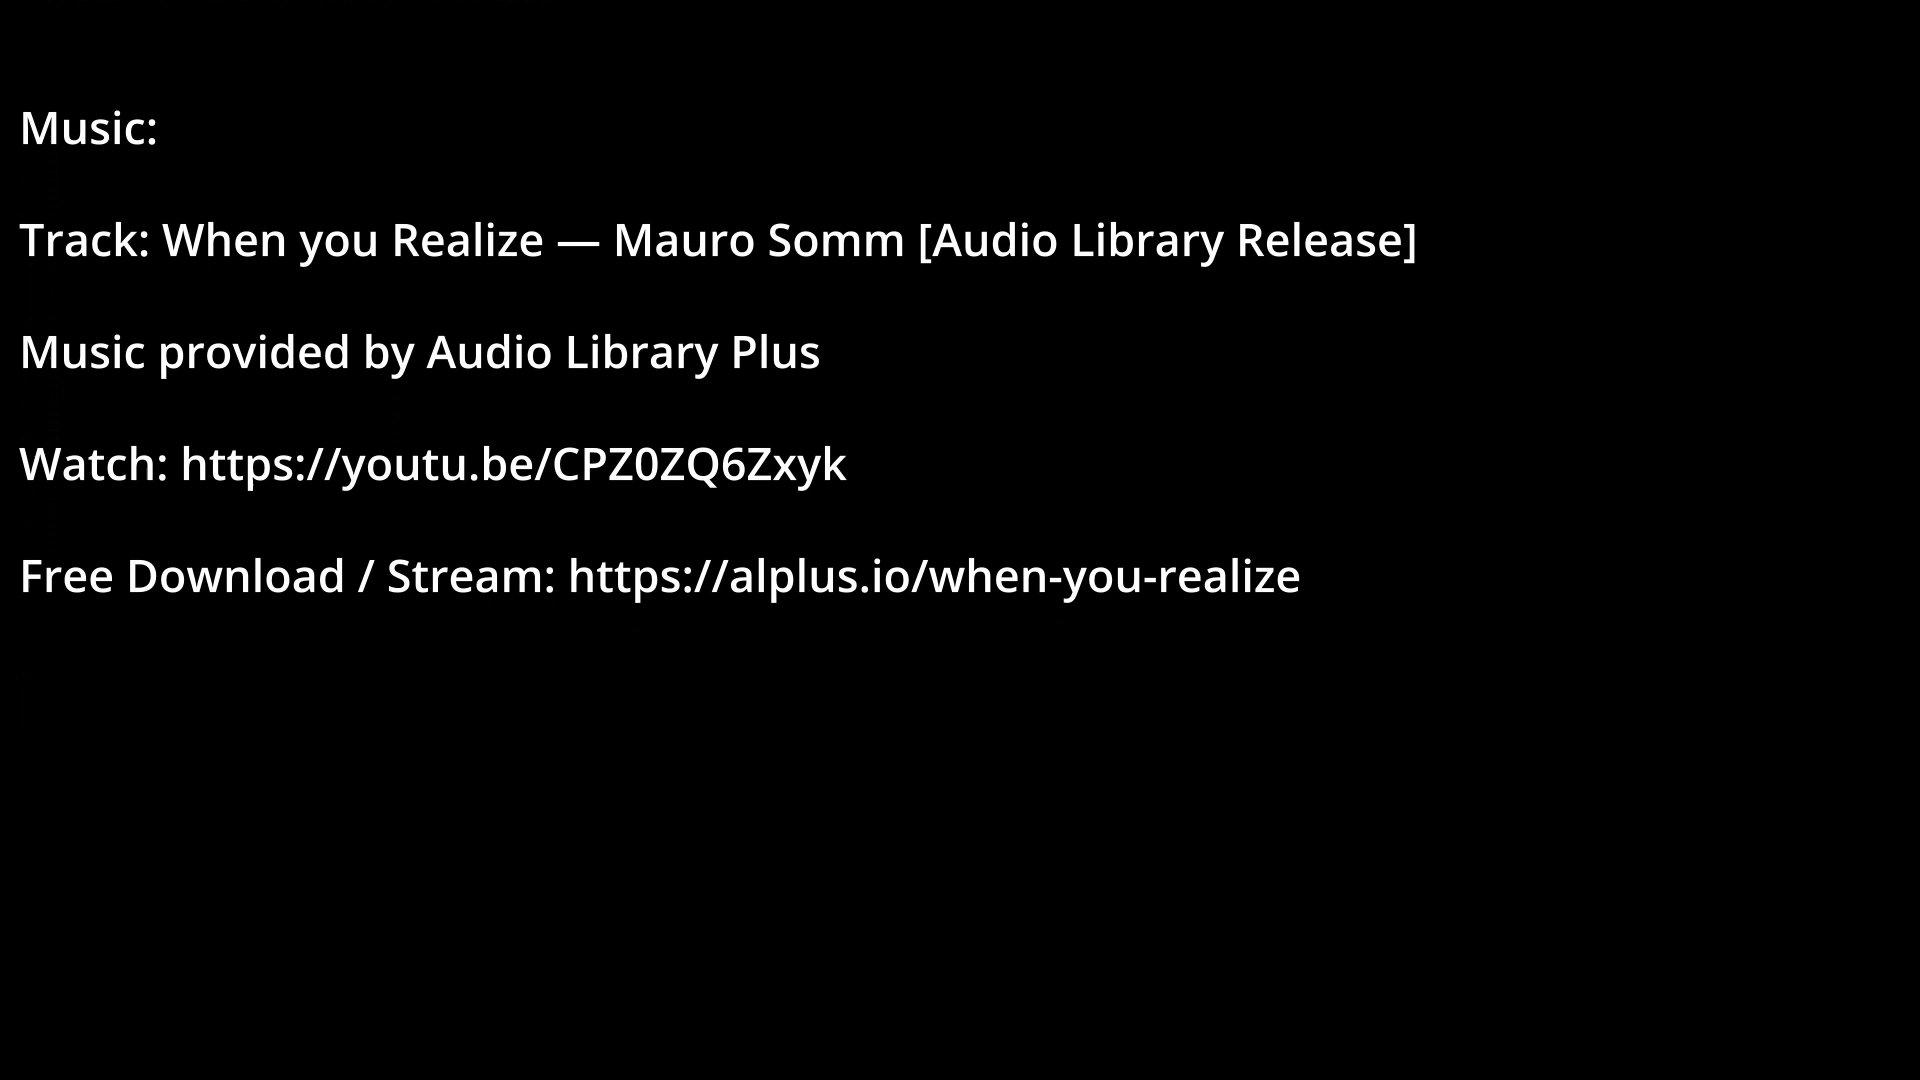 Music:
Track: When you Realize — Mauro Somm [Audio Library Release]
Music provided by Audio Library Plus
Watch: https://youtu.be/CPZ0ZQ6Zxyk
Free Download / Stream: https://alplus.io/when-you-realize